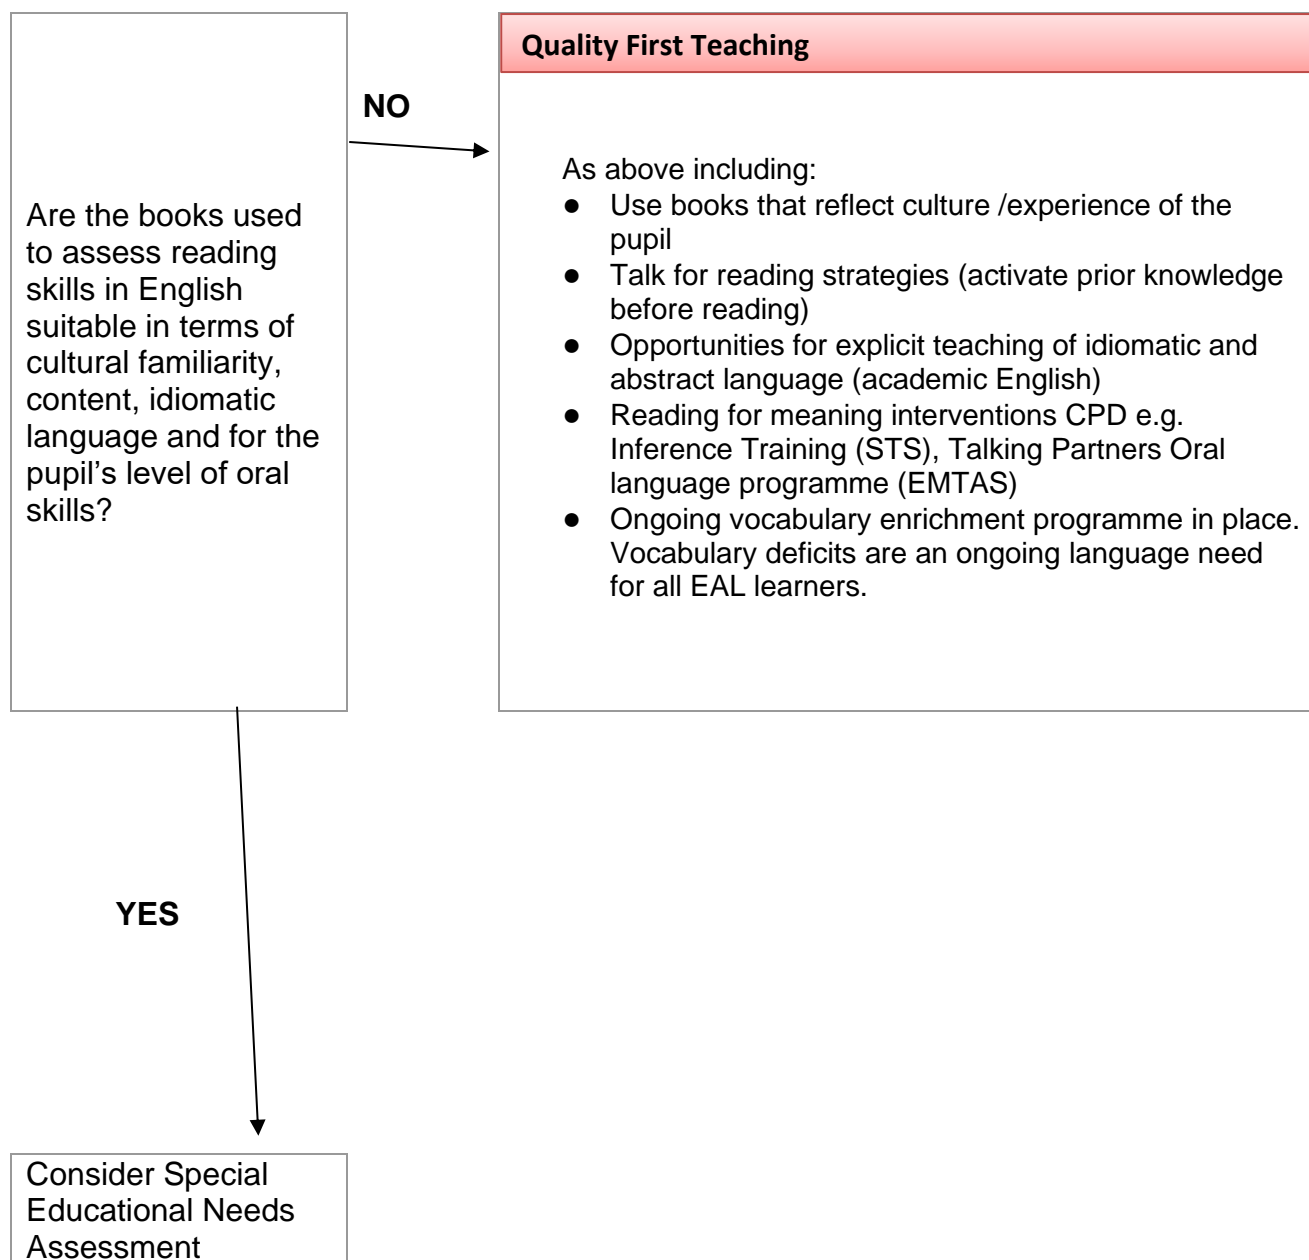 Are the books used
to assess reading
skills in English
suitable in terms of
cultural familiarity,
content, idiomatic
language and for the
pupil’s level of oral
skills?
NO
Quality First Teaching
As above including:
● Use books that reflect culture /experience of the
pupil
● Talk for reading strategies (activate prior knowledge
before reading)
● Opportunities for explicit teaching of idiomatic and
abstract language (academic English)
● Reading for meaning interventions CPD e.g.
Inference Training (STS), Talking Partners Oral
language programme (EMTAS)
● Ongoing vocabulary enrichment programme in place.
Vocabulary deficits are an ongoing language need
for all EAL learners.
YES
Consider Special
Educational Needs
Assessment